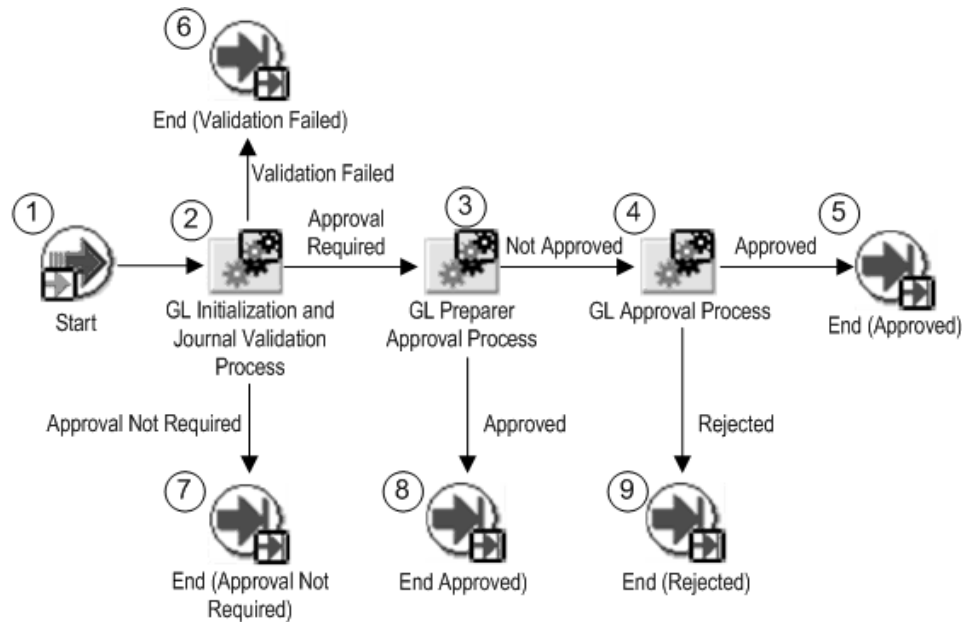 6
End (Validation Failed)
Validation Failed
1
2
Approval
Required
3
Not Approved
4
Approved
5
Start
GL Initialization and
Journal Validation
Process
GL Preparer
Approval Process
GL Approval Process
End (Approved)
Approval Not Required
Approved
Rejected
7
8
9
End (Approval Not
Required)
End Approved)
End (Rejected)